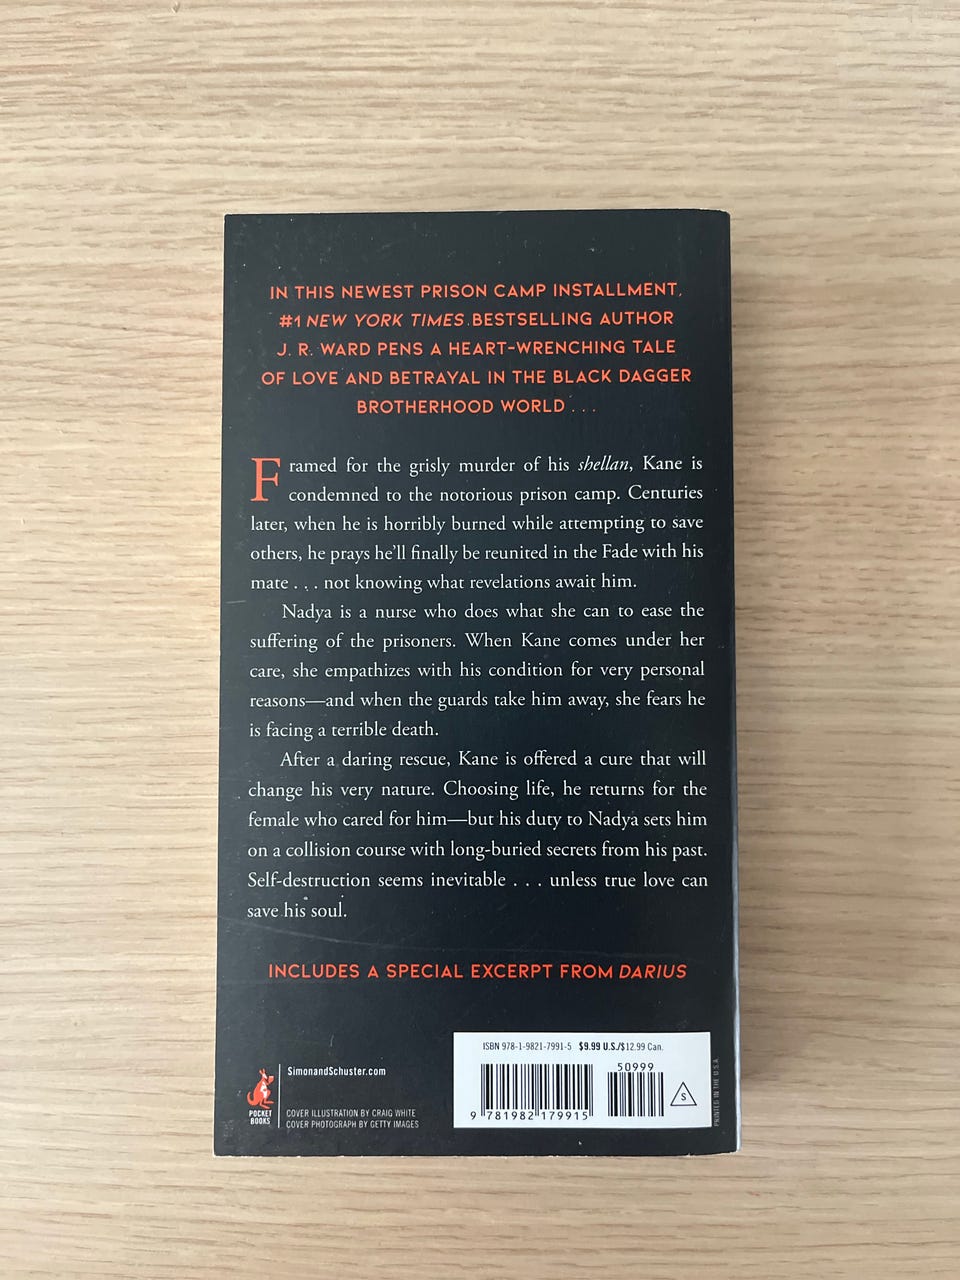 IN THIS NEWEST PRISON CAMP INSTALLMENT,
#1 NEW YORK TIMES BESTSELLING AUTHOR
J. R. WARD PENS A HEART-WRENCHING TALE
OF LOVE AND BETRAYAL IN THE BLACK DAGGER
BROTHERHOOD WORLD . . .
Framed for the grisly murder of his shellan, Kane is
condemned to the notorious prison camp. Centuries
later, when he is horribly burned while attempting to save
others, he prays he'll finally be reunited in the Fade with his
mate . . . not knowing what revelations await him.
Nadya is a nurse who does what she can to ease the
suffering of the prisoners. When Kane comes under her
care, she empathizes with his condition for very personal
reasons—and when the guards take him away, she fears he
is facing a terrible death.
After a daring rescue, Kane is offered a cure that will
change his very nature. Choosing life, he returns for the
female who cared for him—but his duty to Nadya sets him
on a collision course with long-buried secrets from his past.
Self-destruction seems inevitable . . . unless true love can
save his soul.
INCLUDES A SPECIAL EXCERPT FROM DARIUS
POCKET
BOOKS
SimonandSchuster.com
COVER ILLUSTRATION BY CRAIG WHITE
COVER PHOTOGRAPH BY GETTY IMAGES
ISBN 978-1-9821-7991-5 $9.99 U.S./$12.99 Can.
50999
9 781982 179915
S
PRINTED IN THE U.S.A.